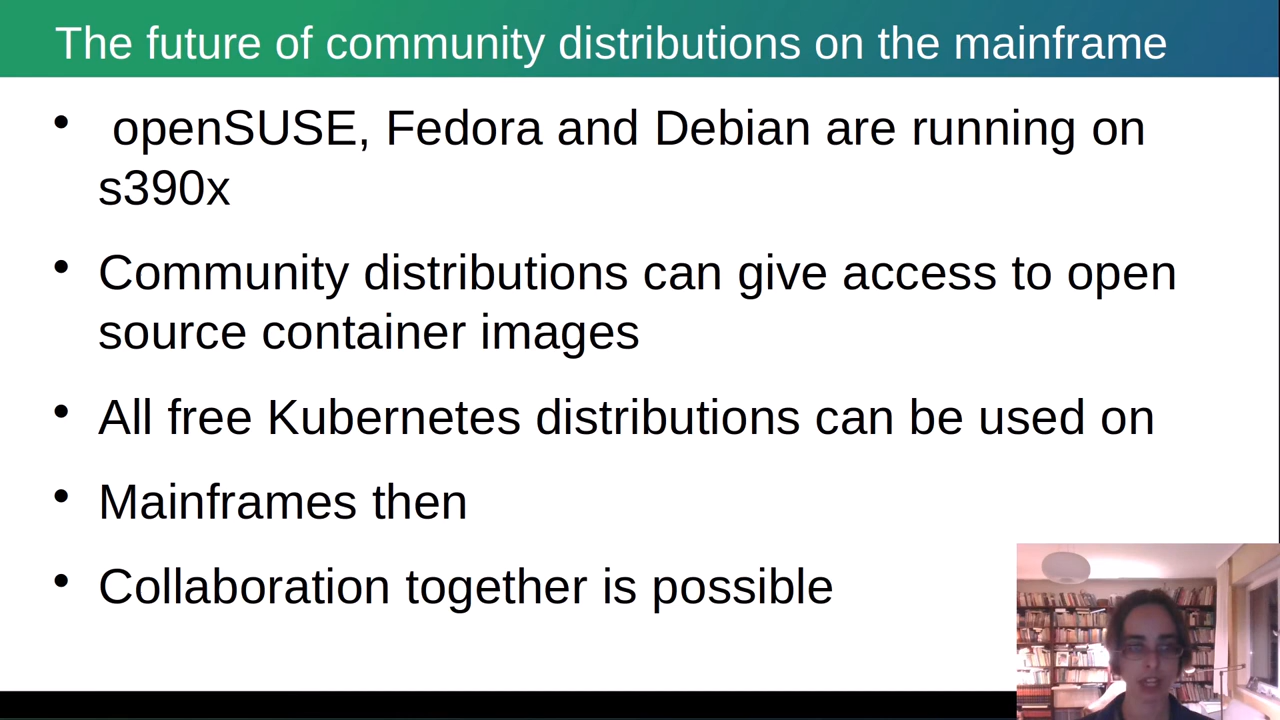 The future of community distributions on the mainframe
• openSUSE, Fedora and Debian are running on
s390x
• Community distributions can give access to open
source container images
• All free Kubernetes distributions can be used on
• Mainframes then
• Collaboration together is possible